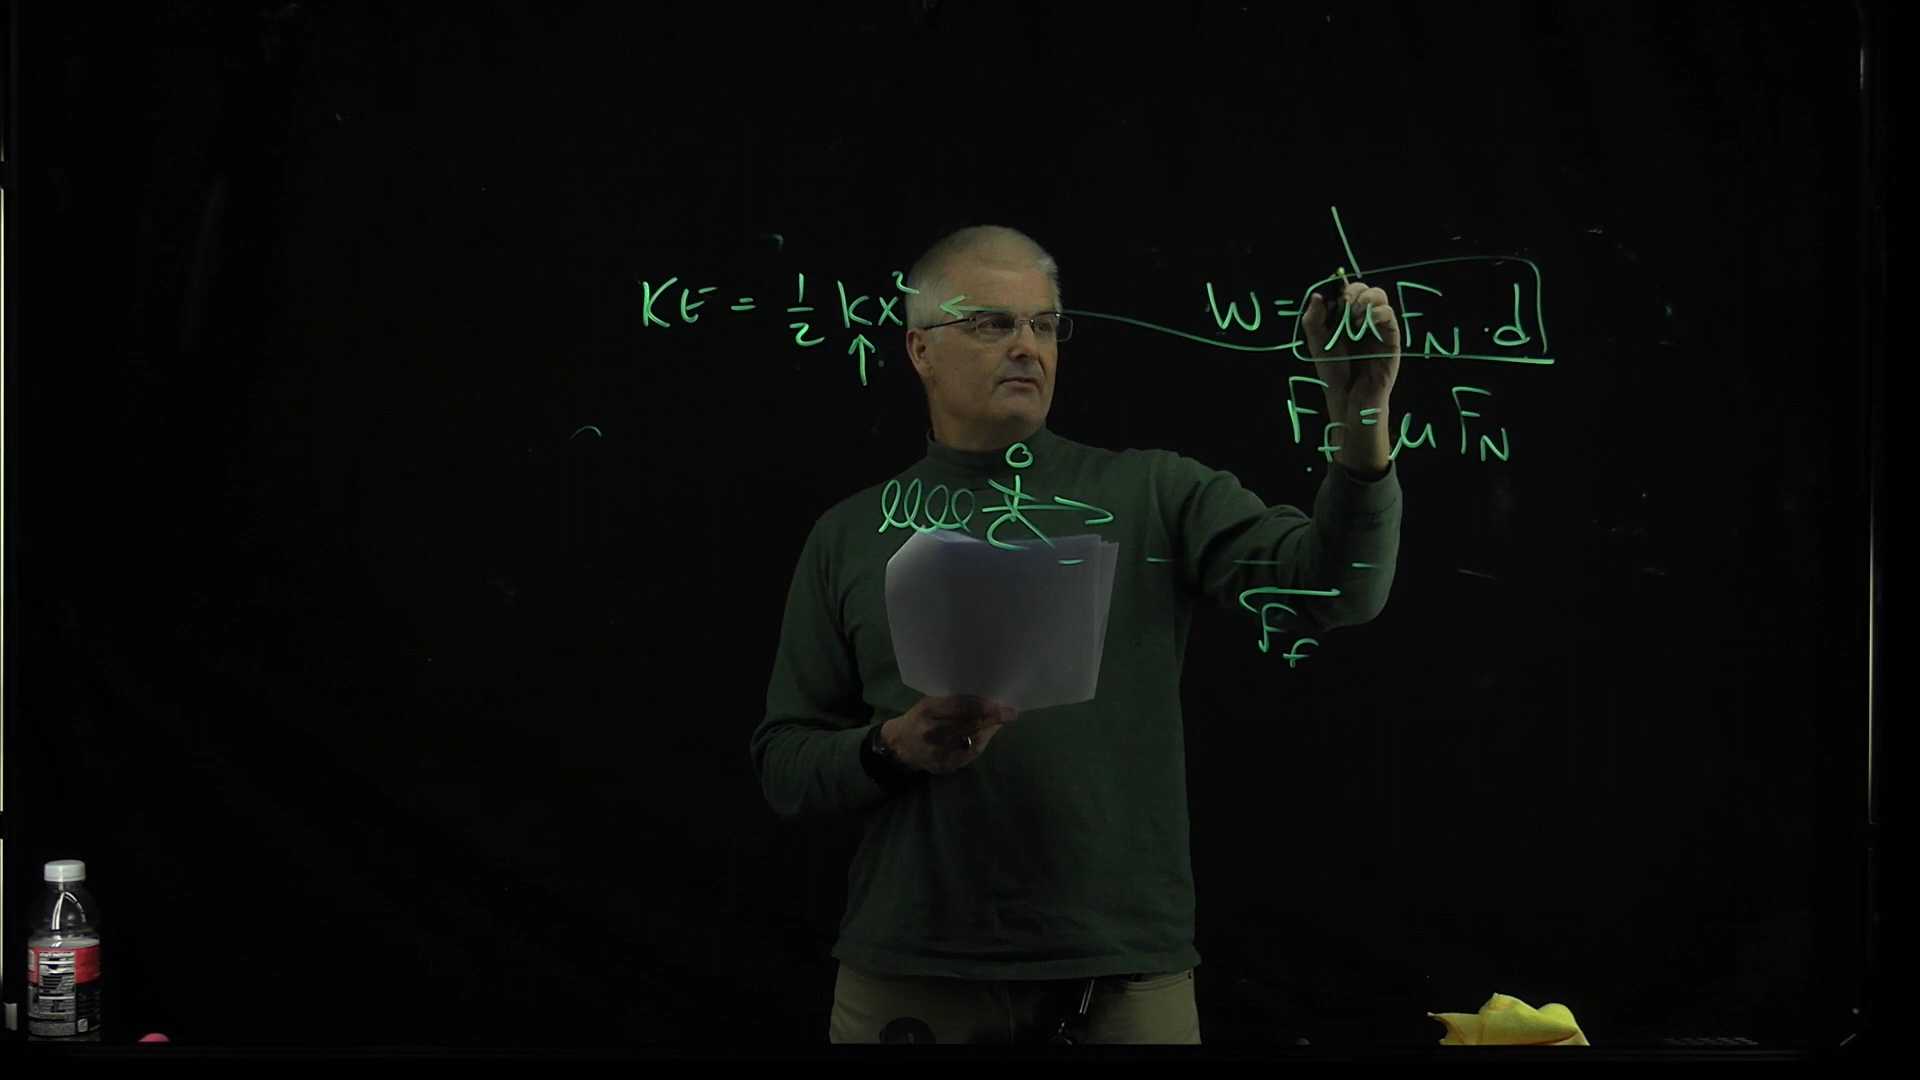 KE = 1/2 kx² W = μ F_N · d
F_f = μ F_N
F_f